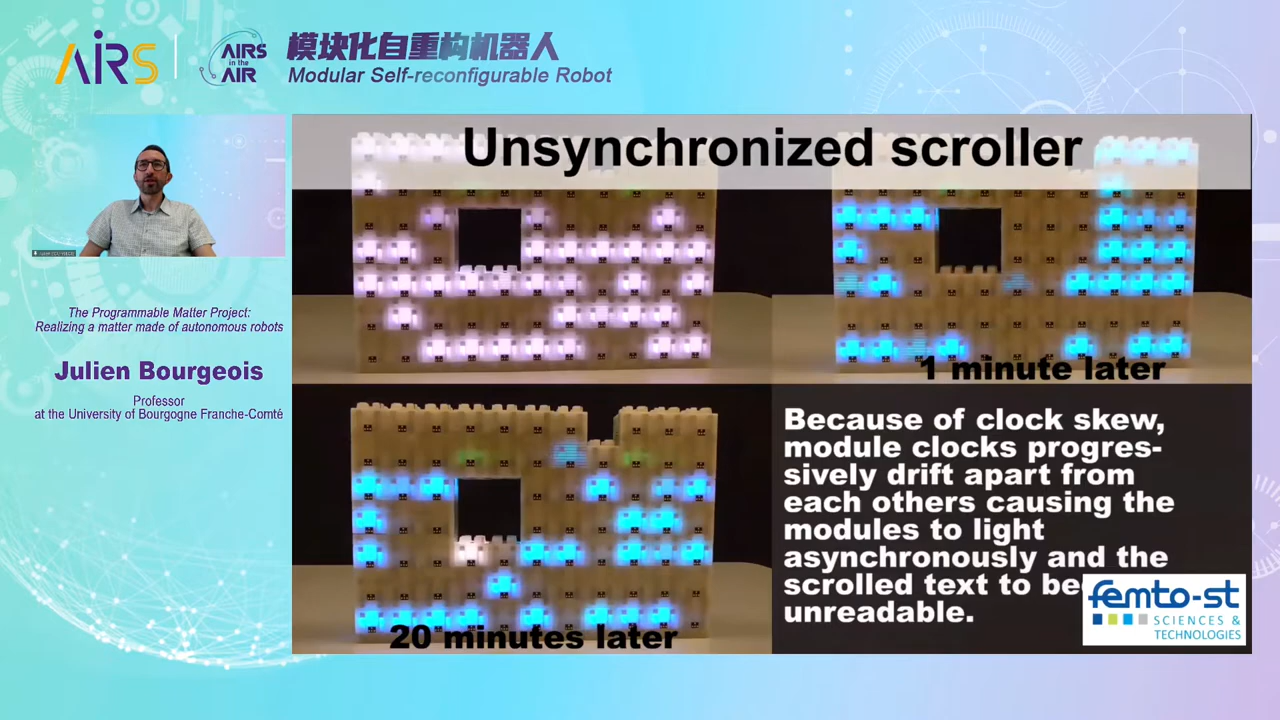 AIRS
AIRS
in the
AIR
模块化自重构机器人
Modular Self-reconfigurable Robot
Unsynchronized scroller
1 minute later
The Programmable Matter Project:
Realizing a matter made of autonomous robots
Julien Bourgeois
Professor
at the University of Bourgogne Franche-Comté
20 minutes later
Because of clock skew,
module clocks progres-
sively drift apart from
each others causing the
modules to light
asynchronously and the
scrolled text to be
unreadable.
femto-st
SCIENCES &
TECHNOLOGIES